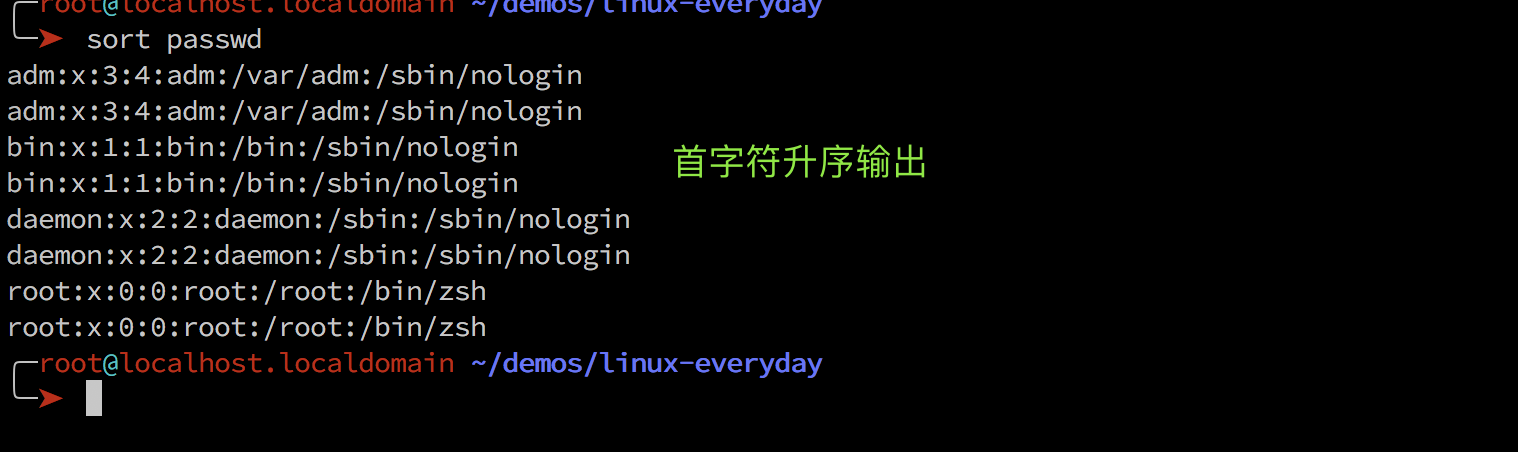 root@localhost.localdomain ~/demos/linux-everyday
sort passwd
adm:x:3:4:adm:/var/adm:/sbin/nologin
adm:x:3:4:adm:/var/adm:/sbin/nologin
bin:x:1:1:bin:/bin:/sbin/nologin
首字符升序输出
bin:x:1:1:bin:/bin:/sbin/nologin
daemon:x:2:2:daemon:/sbin:/sbin/nologin
daemon:x:2:2:daemon:/sbin:/sbin/nologin
root:x:0:0:root:/root:/bin/zsh
root:x:0:0:root:/root:/bin/zsh
root@localhost.localdomain ~/demos/linux-everyday